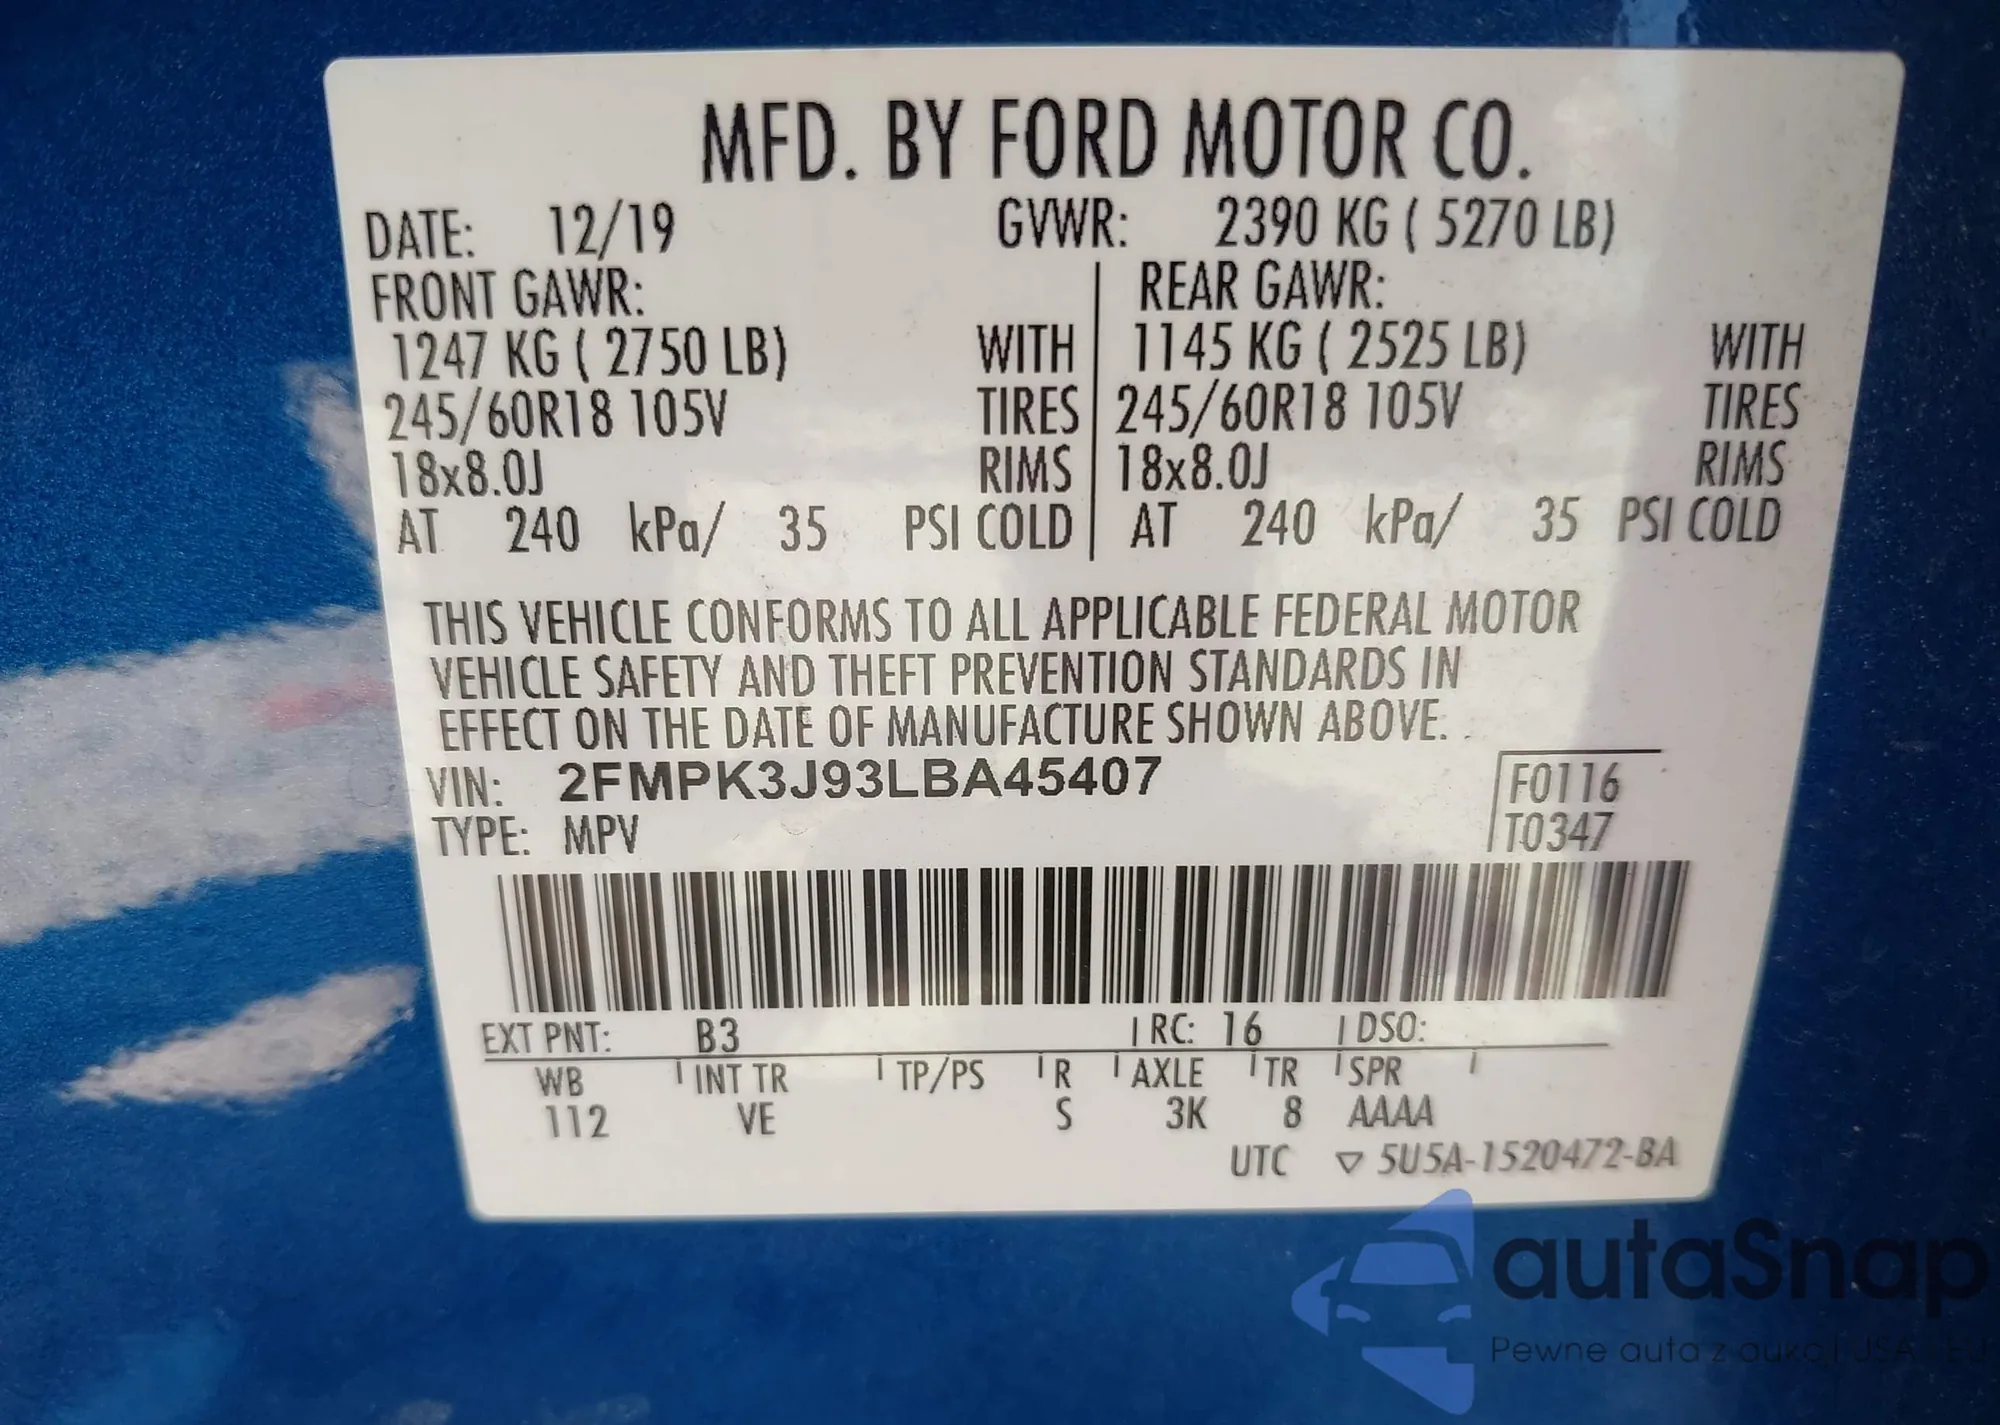 MFD. BY FORD MOTOR CO.
DATE: 12/19 GVWR: 2390 KG ( 5270 LB)
FRONT GAWR: REAR GAWR:
1247 KG ( 2750 LB) WITH 1145 KG ( 2525 LB) WITH
245/60R18 105V TIRES 245/60R18 105V TIRES
18x8.0J RIMS 18x8.0J RIMS
AT 240 kPa/ 35 PSI COLD AT 240 kPa/ 35 PSI COLD
THIS VEHICLE CONFORMS TO ALL APPLICABLE FEDERAL MOTOR
VEHICLE SAFETY AND THEFT PREVENTION STANDARDS IN
EFFECT ON THE DATE OF MANUFACTURE SHOWN ABOVE.
VIN: 2FMPK3J93LBA45407 F0116
TYPE: MPV T0347
EXT PNT: B3 RC: 16 DSO:
WB INT TR TP/PS R AXLE TR SPR
112 VE S 3K 8 AAAA
UTC ▽ 5U5A-1520472-BA
autaSnap
Pewne auta z aukcji USA i EU